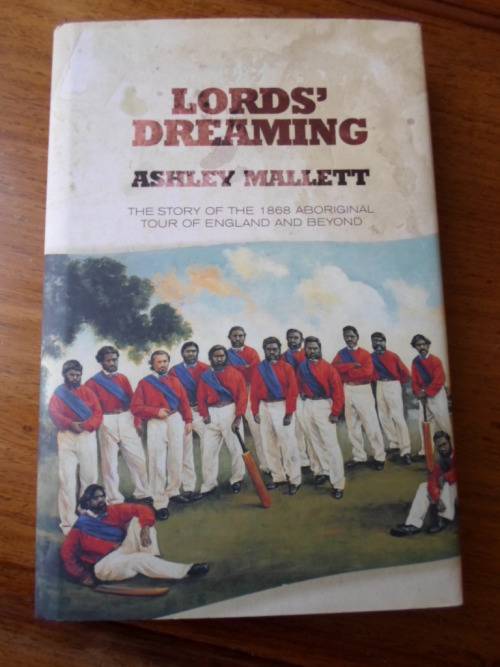 LORDS'
DREAMING
ASHLEY MALLETT
THE STORY OF THE 1868 ABORIGINAL
TOUR OF ENGLAND AND BEYOND